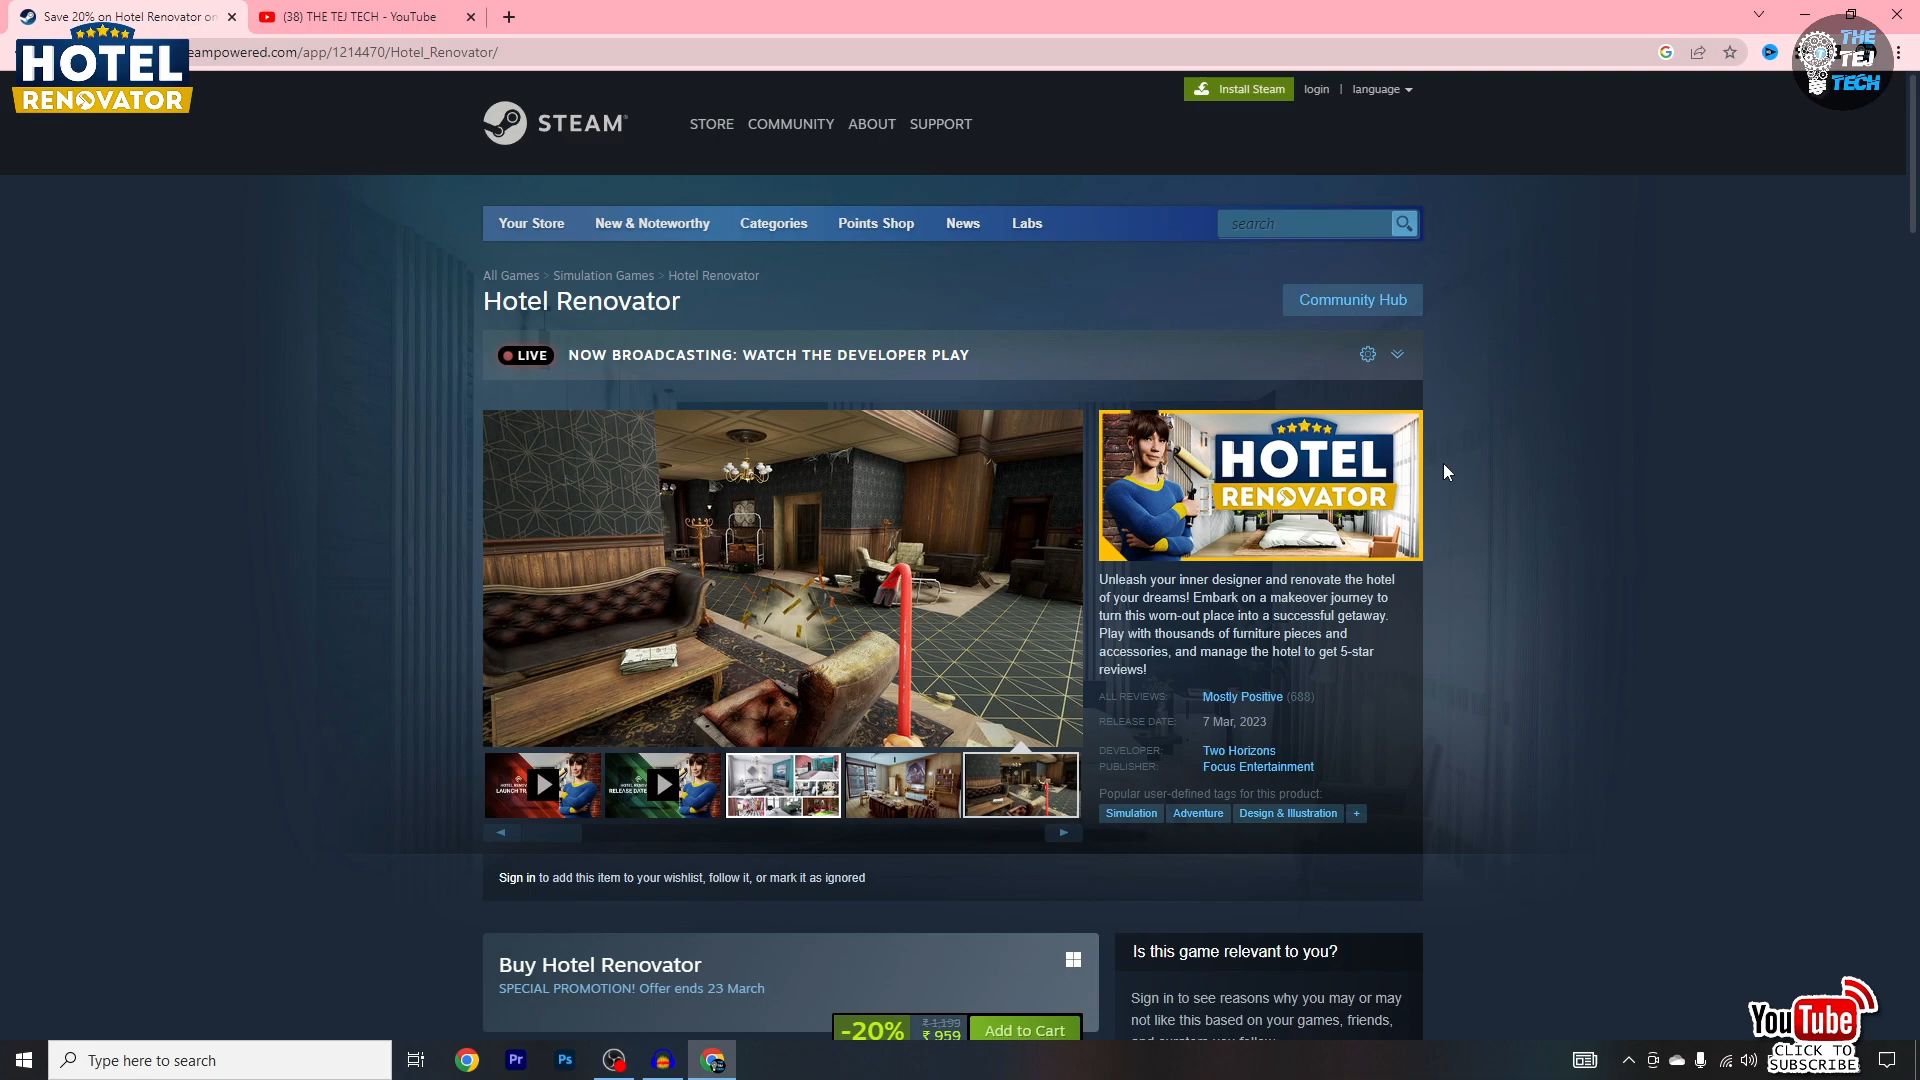 Save 20% on Hotel Renovator on
(38) THE TEJ TECH - YouTube
HOTEL
RENOVATOR
eampowered.com/app/1214470/Hotel_Renovator/
THE
TEJ
TECH
Install Steam
login
|
language
STEAM
STORE
COMMUNITY
ABOUT
SUPPORT
Your Store
New & Noteworthy
Categories
Points Shop
News
Labs
search
All Games > Simulation Games > Hotel Renovator
Hotel Renovator
Community Hub
LIVE
NOW BROADCASTING: WATCH THE DEVELOPER PLAY
HOTEL
RENOVATOR
Unleash your inner designer and renovate the hotel
of your dreams! Embark on a makeover journey to
turn this worn-out place into a successful getaway.
Play with thousands of furniture pieces and
accessories, and manage the hotel to get 5-star
reviews!
ALL REVIEWS:
Mostly Positive (688)
RELEASE DATE:
7 Mar, 2023
DEVELOPER:
Two Horizons
PUBLISHER:
Focus Entertainment
Popular user-defined tags for this product:
Simulation
Adventure
Design & Illustration
+
Sign in to add this item to your wishlist, follow it, or mark it as ignored
Buy Hotel Renovator
SPECIAL PROMOTION! Offer ends 23 March
-20%
₹ 1,199
₹ 959
Add to Cart
Is this game relevant to you?
Sign in to see reasons why you may or may
not like this based on your games, friends,
YouTube
CLICK TO
SUBSCRIBE
Type here to search
Pr
Ps